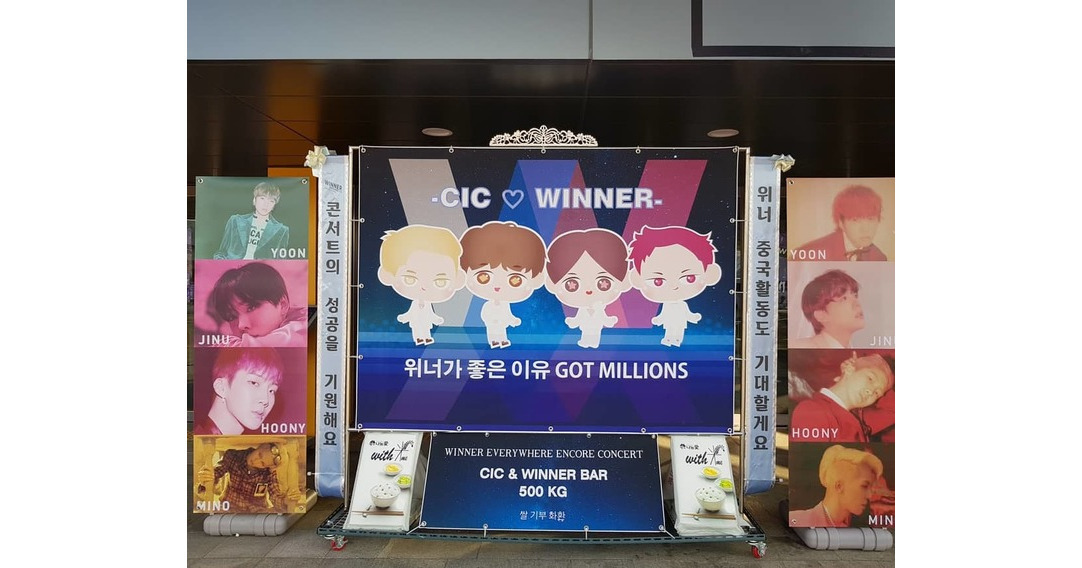 YOON
JINU
HOONY
MINO
WINNER
콘서트의 성공을 기원해요
-CIC ♡ WINNER-
위너가 좋은 이유 GOT MILLIONS
with
WINNER EVERYWHERE ENCORE CONCERT
CIC & WINNER BAR
500 KG
쌀 기부 화환
with
위너 중국활동도 기대할게요
YOON
JIN
HOONY
MIN